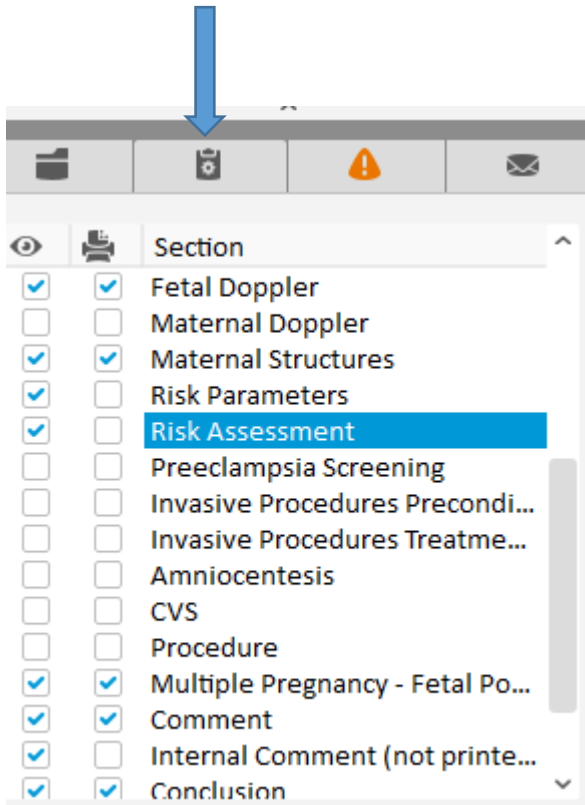 Section
Fetal Doppler
Maternal Doppler
Maternal Structures
Risk Parameters
Risk Assessment
Preeclampsia Screening
Invasive Procedures Precondi...
Invasive Procedures Treatme...
Amniocentesis
CVS
Procedure
Multiple Pregnancy - Fetal Po...
Comment
Internal Comment (not printe...
Conclusion